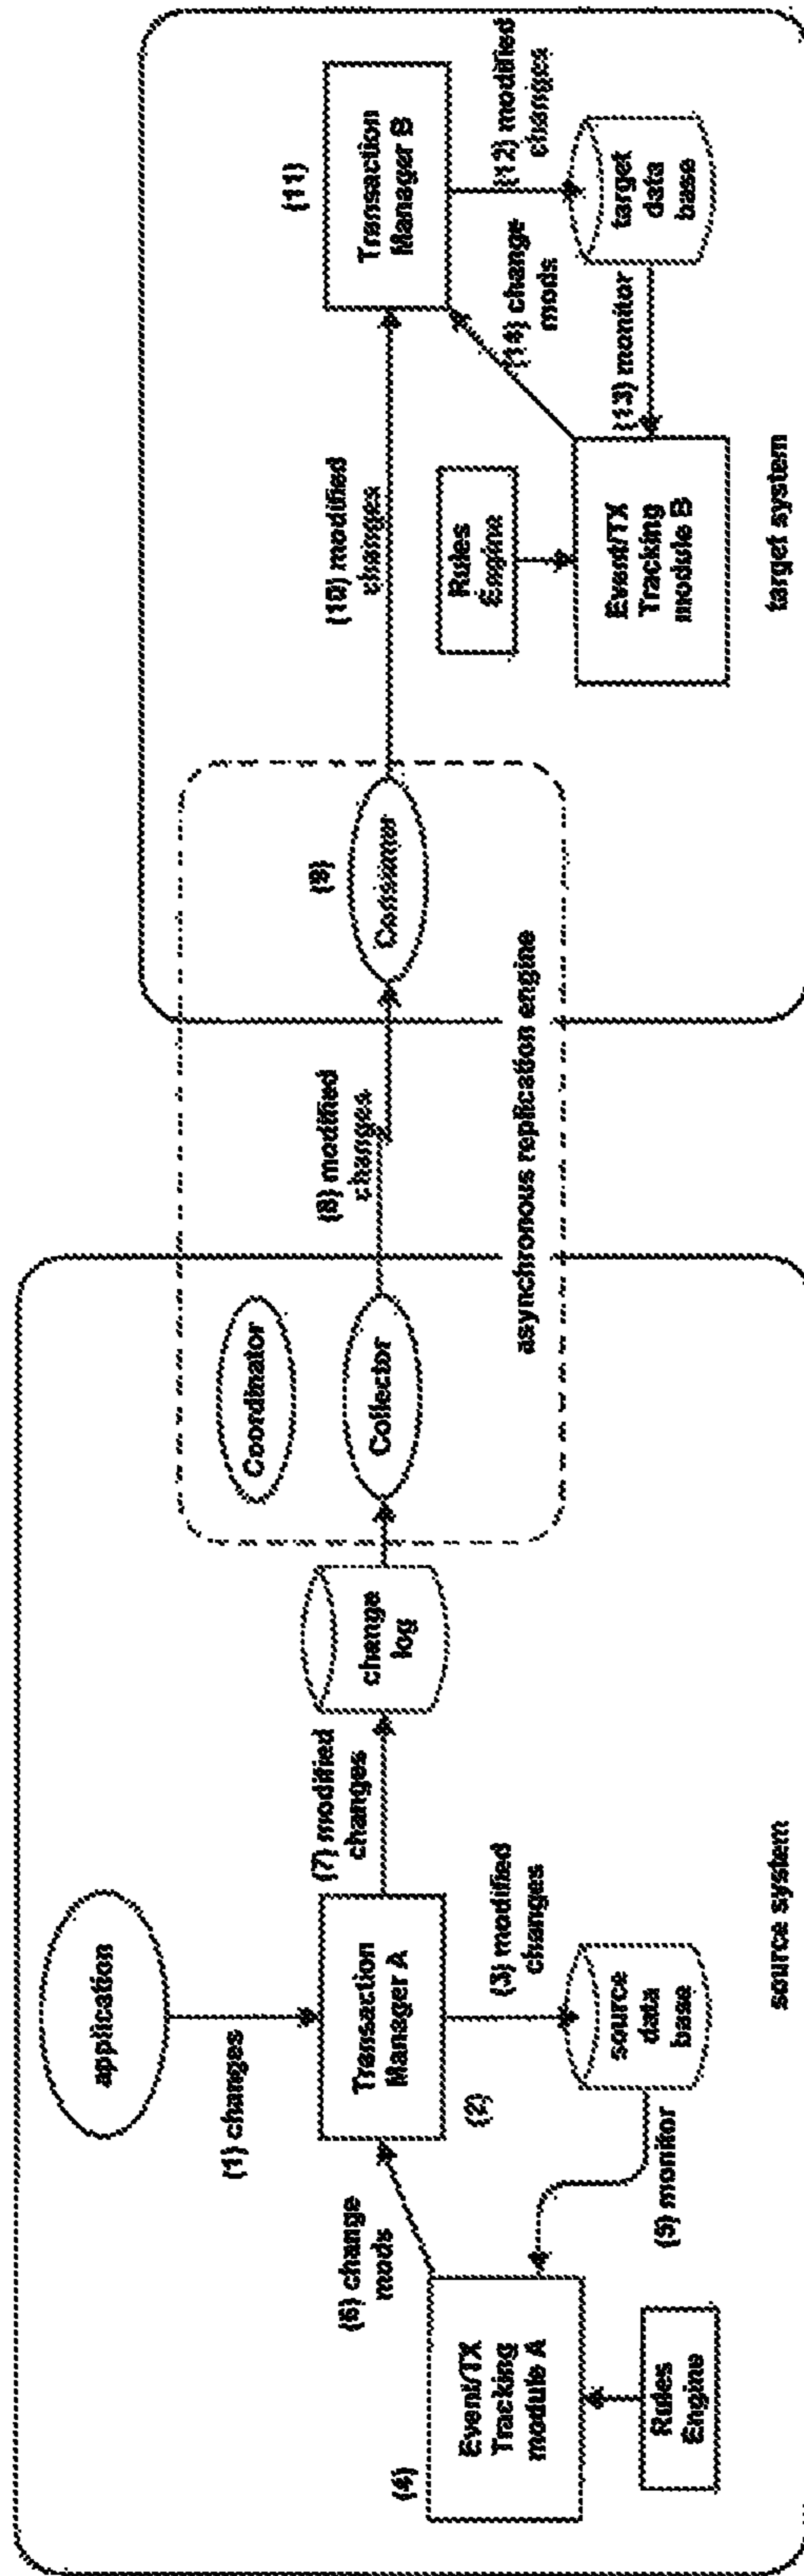 application
(1) changes
Transaction
Manager A
(2)
(3) modified
changes
source
data
base
(4)
Event/TX
Tracking
module A
(5) monitor
Rules
Engine
(6) change
mods
(7) modified
changes
change
log
source system
Coordinator
Collector
(8) modified
changes
asynchronous replication engine
(9)
Consumer
(10) modified
changes
(11)
Transaction
Manager B
(12) modified
changes
target
data
base
(13) monitor
(14) change
mods
Rules
Engine
Event/TX
Tracking
module B
target system